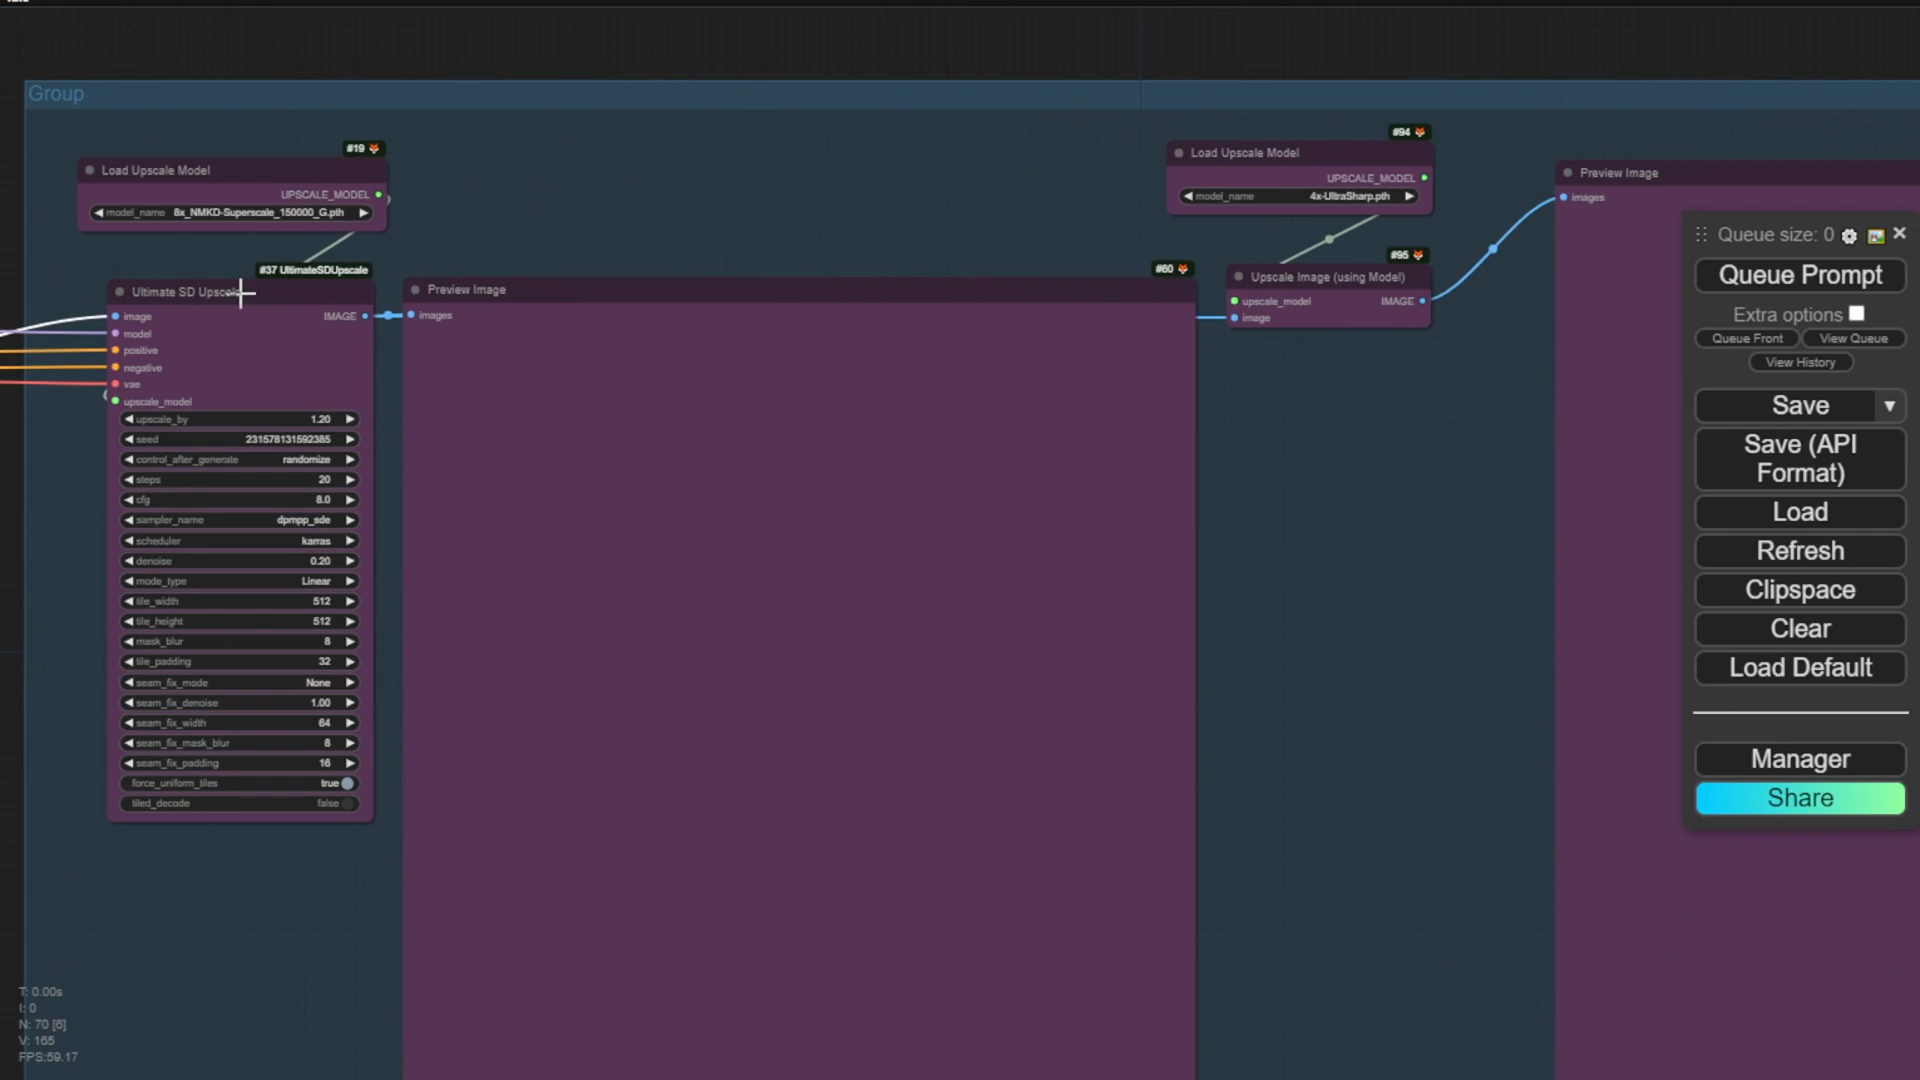 Group
#19
Load Upscale Model
UPSCALE_MODEL
model_name 8x_NMKD-Superscale_150000_G.pth
#37 UltimateSDUpscale
Ultimate SD Upscale
image IMAGE
model
positive
negative
vae
upscale_model
upscale_by 1.20
seed 231578131592385
control_after_generate randomize
steps 20
cfg 8.0
sampler_name dpmpp_sde
scheduler karras
denoise 0.20
mode_type Linear
tile_width 512
tile_height 512
mask_blur 8
tile_padding 32
seam_fix_mode None
seam_fix_denoise 1.00
seam_fix_width 64
seam_fix_mask_blur 8
seam_fix_padding 16
force_uniform_tiles true
tiled_decode false
#60
Preview Image
images
#94
Load Upscale Model
UPSCALE_MODEL
model_name 4x-UltraSharp.pth
#95
Upscale Image (using Model)
upscale_model IMAGE
image
Preview Image
images
Queue size: 0
Queue Prompt
Extra options
Queue Front View Queue
View History
Save
Save (API
Format)
Load
Refresh
Clipspace
Clear
Load Default
Manager
Share
T: 0.00s
I: 0
N: 70 [6]
V: 165
FPS:59.17